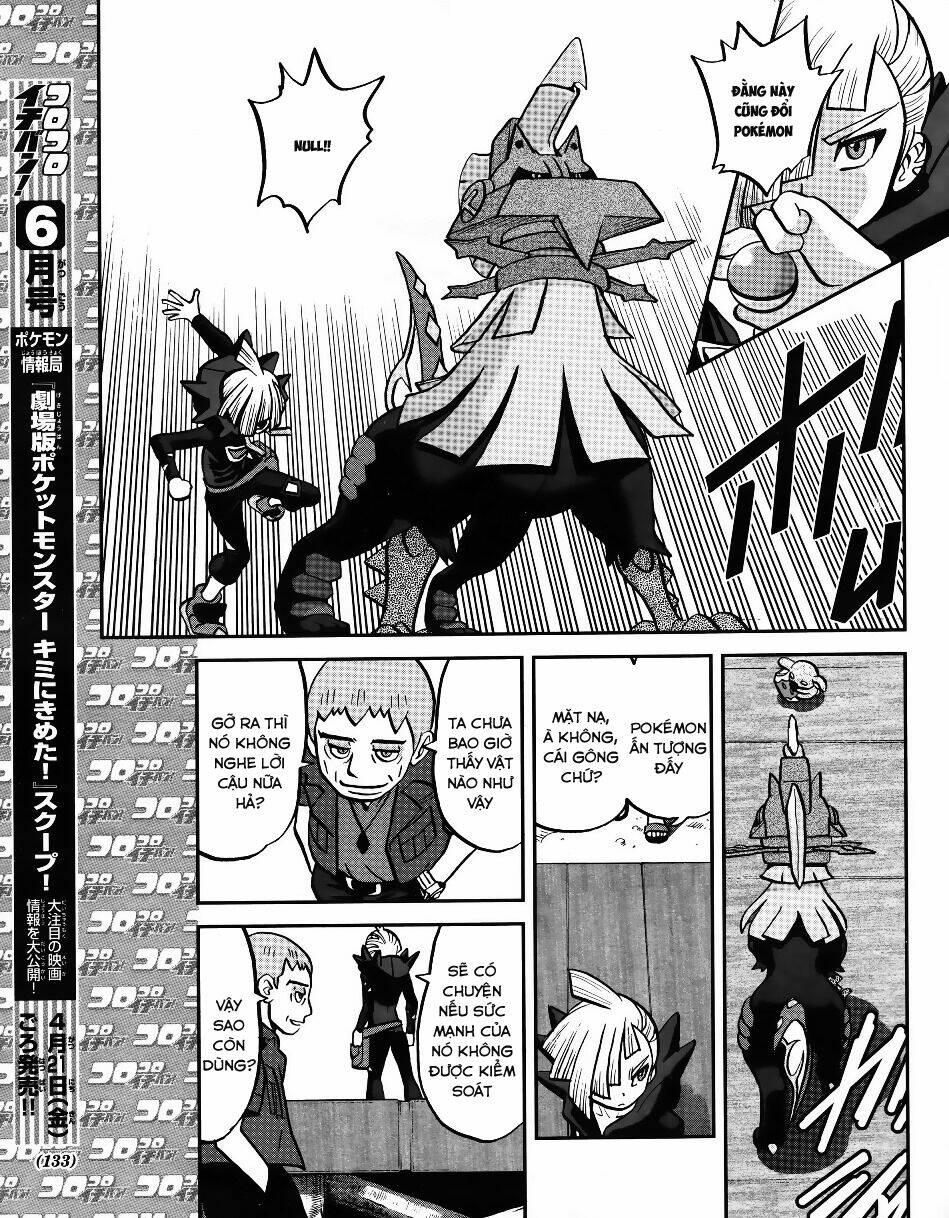 ĐẰNG NÀY
CŨNG ĐỔI
POKÉMON
NULL!!
POKÉMON
ẤN TƯỢNG
ĐẤY
MẶT NẠ,
À KHÔNG,
CÁI GÔNG
CHỨ?
TA CHƯA
BAO GIỜ
THẤY VẬT
NÀO NHƯ
VẬY
GỠ RA THÌ
NÓ KHÔNG
NGHE LỜI
CẬU NỮA
HẢ?
SẼ CÓ
CHUYỆN
NẾU SỨC
MẠNH CỦA
NÓ KHÔNG
ĐƯỢC KIỂM
SOÁT
VẬY
SAO
CÒN
DÙNG?
コロコロ
イチバン!
6
月号
ポケモン
情報局
『劇場版ポケットモンスター キミにきめた!』スクープ!
大注目の映画
情報を大公開!
4月21日(金)
ごろ発売!!
(133)